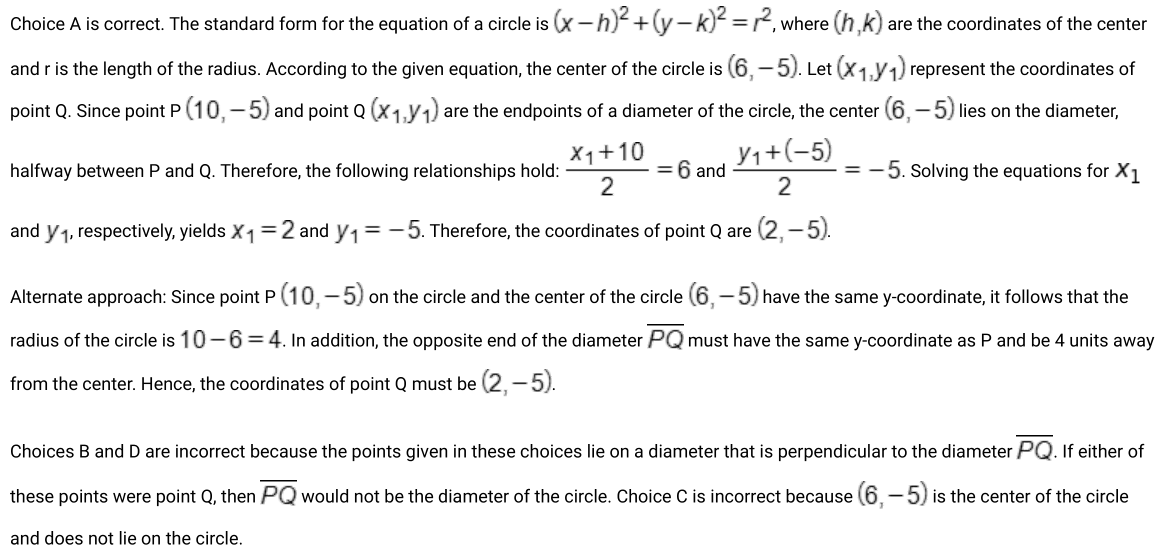 Choice A is correct. The standard form for the equation of a circle is (x − h)² + (y − k)² = r², where (h,k) are the coordinates of the center
and r is the length of the radius. According to the given equation, the center of the circle is (6, −5). Let (x₁,y₁) represent the coordinates of
point Q. Since point P (10, −5) and point Q (x₁,y₁) are the endpoints of a diameter of the circle, the center (6, −5) lies on the diameter,
halfway between P and Q. Therefore, the following relationships hold: (x₁+10)/2 = 6 and (y₁+(−5))/2 = −5. Solving the equations for x₁
and y₁, respectively, yields x₁ = 2 and y₁ = −5. Therefore, the coordinates of point Q are (2, −5).
Alternate approach: Since point P (10, −5) on the circle and the center of the circle (6, −5) have the same y-coordinate, it follows that the
radius of the circle is 10 − 6 = 4. In addition, the opposite end of the diameter P̅Q̅ must have the same y-coordinate as P and be 4 units away
from the center. Hence, the coordinates of point Q must be (2, −5).
Choices B and D are incorrect because the points given in these choices lie on a diameter that is perpendicular to the diameter P̅Q̅. If either of
these points were point Q, then P̅Q̅ would not be the diameter of the circle. Choice C is incorrect because (6, −5) is the center of the circle
and does not lie on the circle.